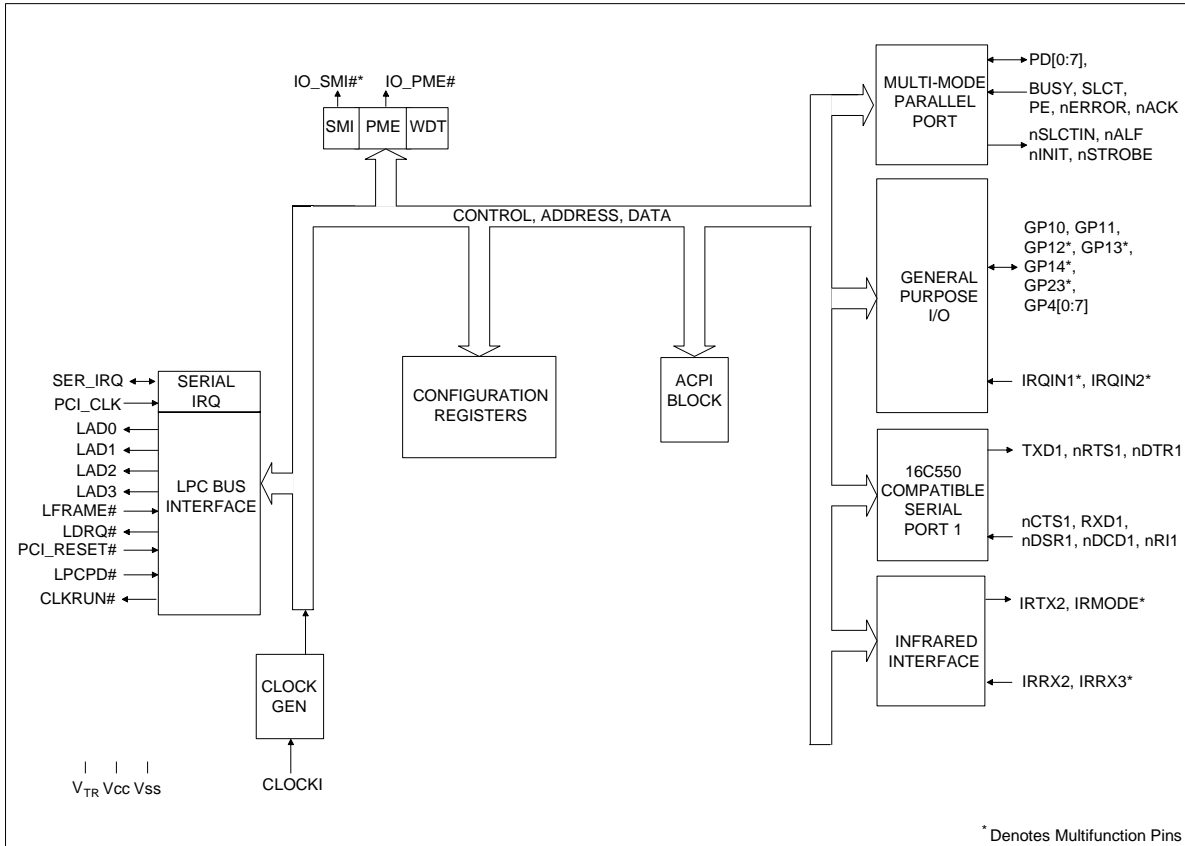 IO_SMI#* IO_PME#
SMI PME WDT
CONTROL, ADDRESS, DATA
MULTI-MODE
PARALLEL
PORT
PD[0:7],
BUSY, SLCT,
PE, nERROR, nACK
nSLCTIN, nALF
nINIT, nSTROBE
GENERAL
PURPOSE
I/O
GP10, GP11,
GP12*, GP13*,
GP14*,
GP23*,
GP4[0:7]
IRQIN1*, IRQIN2*
CONFIGURATION
REGISTERS
ACPI
BLOCK
SER_IRQ
PCI_CLK
SERIAL
IRQ
LAD0
LAD1
LAD2
LAD3
LFRAME#
LDRQ#
PCI_RESET#
LPCPD#
CLKRUN#
LPC BUS
INTERFACE
16C550
COMPATIBLE
SERIAL
PORT 1
TXD1, nRTS1, nDTR1
nCTS1, RXD1,
nDSR1, nDCD1, nRI1
INFRARED
INTERFACE
IRTX2, IRMODE*
IRRX2, IRRX3*
CLOCK
GEN
CLOCKI
VTR Vcc Vss
* Denotes Multifunction Pins